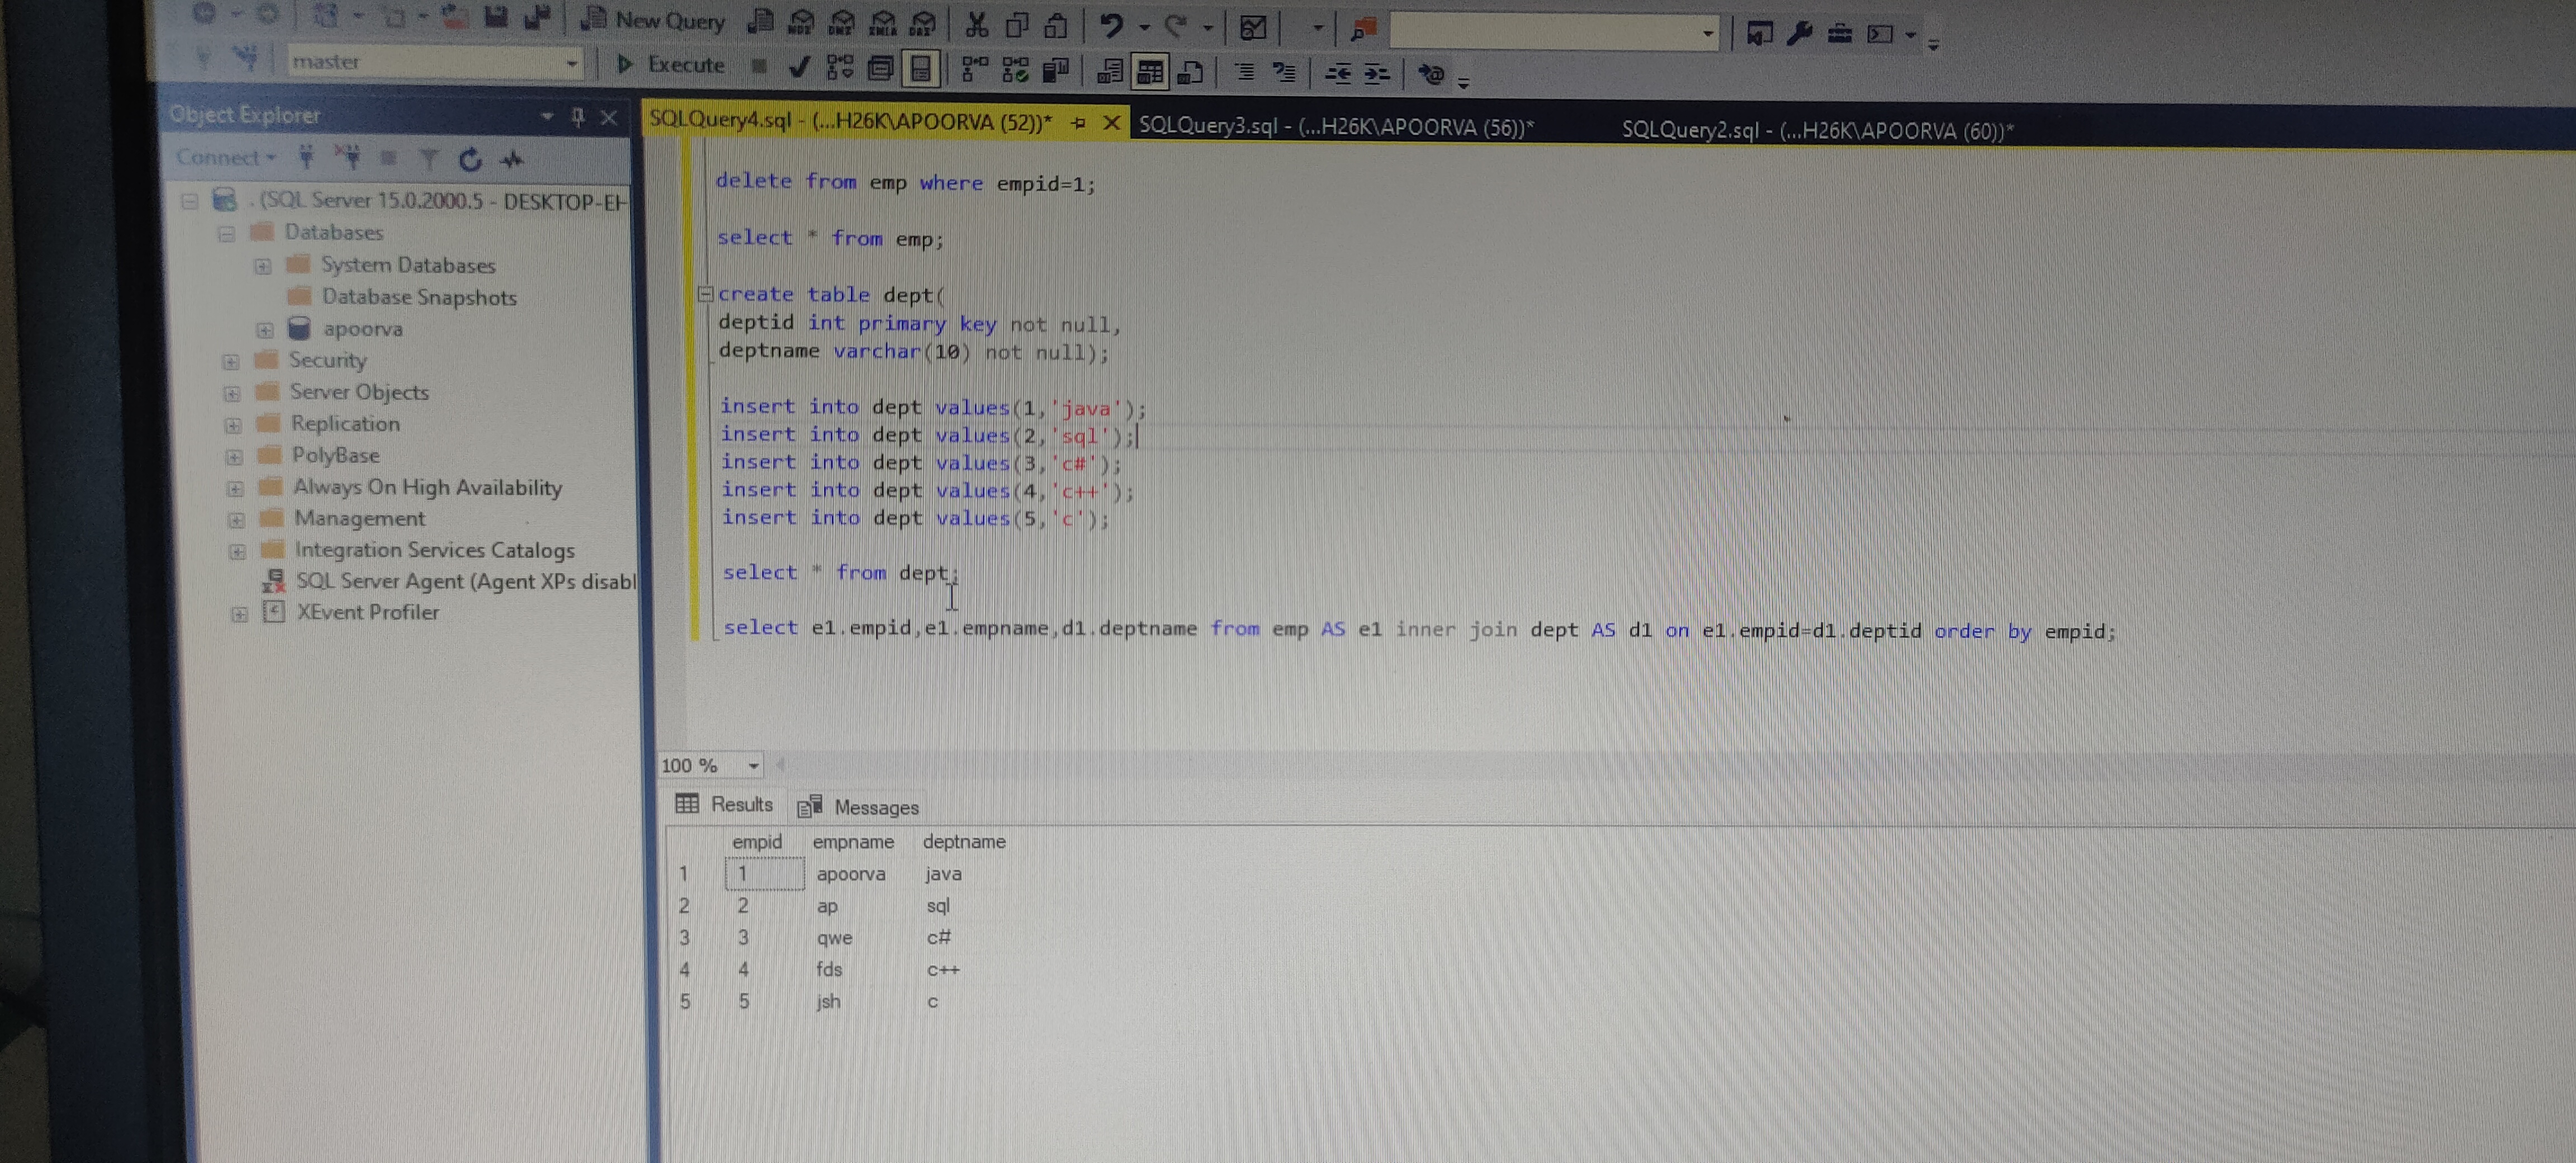 New Query
MDX
DMX
XMLA
DAX
master
Execute
Object Explorer
Connect
. (SQL Server 15.0.2000.5 - DESKTOP-EH
Databases
System Databases
Database Snapshots
apoorva
Security
Server Objects
Replication
PolyBase
Always On High Availability
Management
Integration Services Catalogs
SQL Server Agent (Agent XPs disabl
XEvent Profiler
SQLQuery4.sql - (...H26K\APOORVA (52))*
SQLQuery3.sql - (...H26K\APOORVA (56))*
SQLQuery2.sql - (...H26K\APOORVA (60))*
delete from emp where empid=1;
select * from emp;
create table dept(
deptid int primary key not null,
deptname varchar(10) not null);
insert into dept values(1,'java');
insert into dept values(2,'sql');
insert into dept values(3,'c#');
insert into dept values(4,'c++');
insert into dept values(5,'c');
select * from dept;
select e1.empid,e1.empname,d1.deptname from emp AS e1 inner join dept AS d1 on e1.empid=d1.deptid order by empid;
100 %
Results Messages
empid empname deptname
1 1 apoorva java
2 2 ap sql
3 3 qwe c#
4 4 fds c++
5 5 jsh c